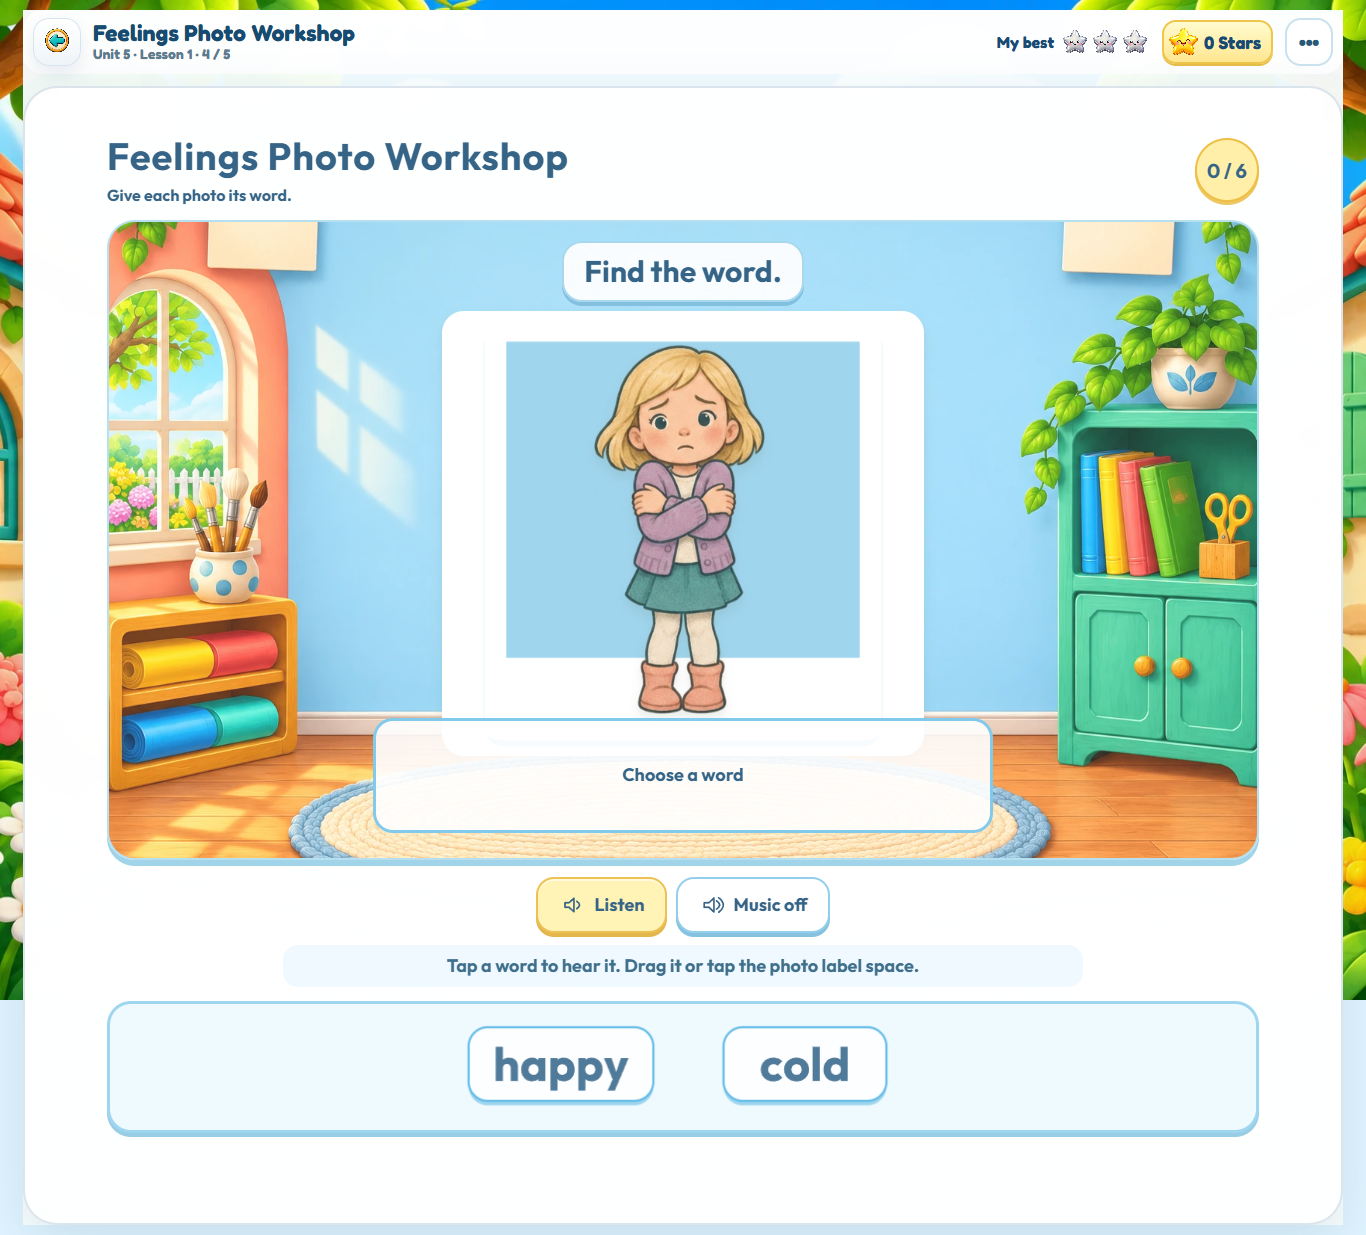 Feelings Photo Workshop
Unit 5 · Lesson 1 · 4 / 5
My best
0 Stars
Feelings Photo Workshop
Give each photo its word.
0 / 6
Find the word.
Choose a word
Listen
Music off
Tap a word to hear it. Drag it or tap the photo label space.
happy
cold